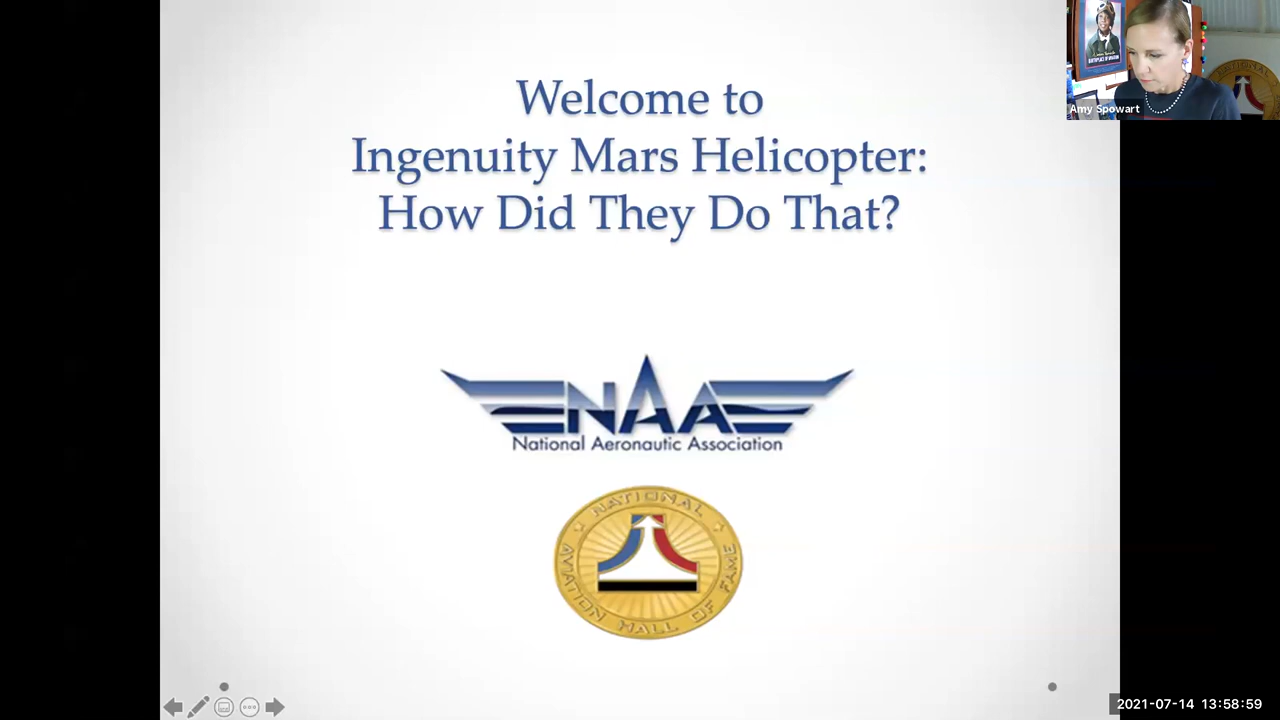 Welcome to
Ingenuity Mars Helicopter:
How Did They Do That?
NAA
National Aeronautic Association
NATIONAL
AVIATION HALL OF FAME
Amy Spowart
2021-07-14 13:58:59